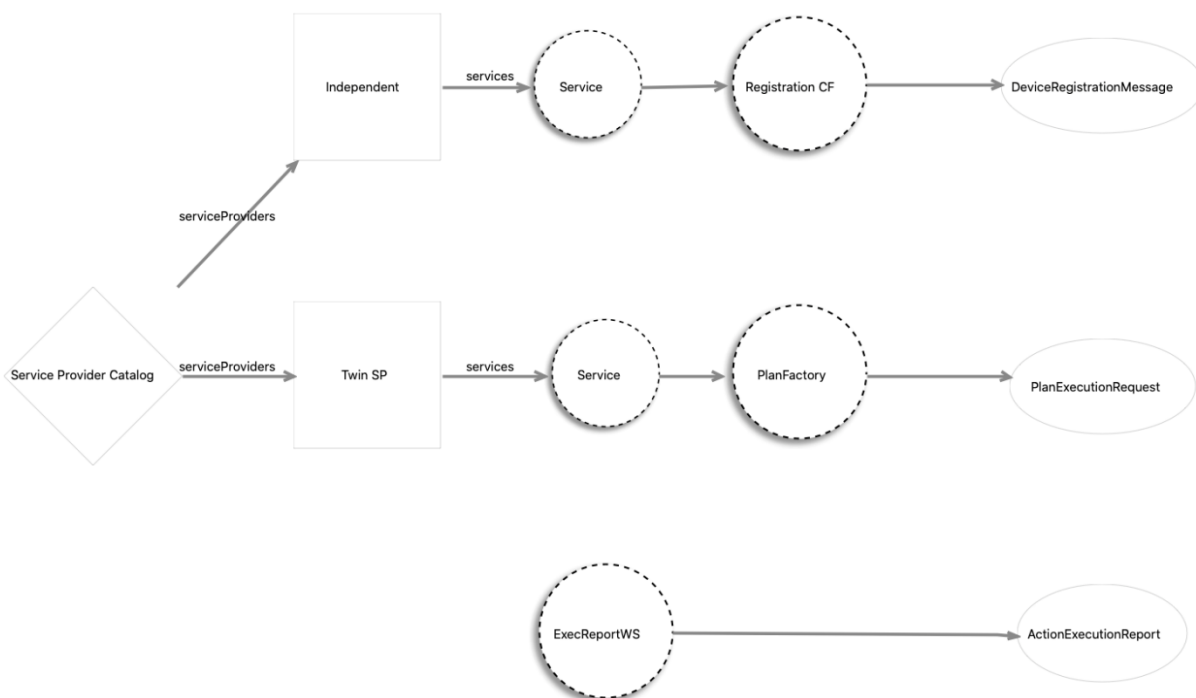 Independent
services
Service
Registration CF
DeviceRegistrationMessage
serviceProviders
Service Provider Catalog
serviceProviders
Twin SP
services
Service
PlanFactory
PlanExecutionRequest
ExecReportWS
ActionExecutionReport